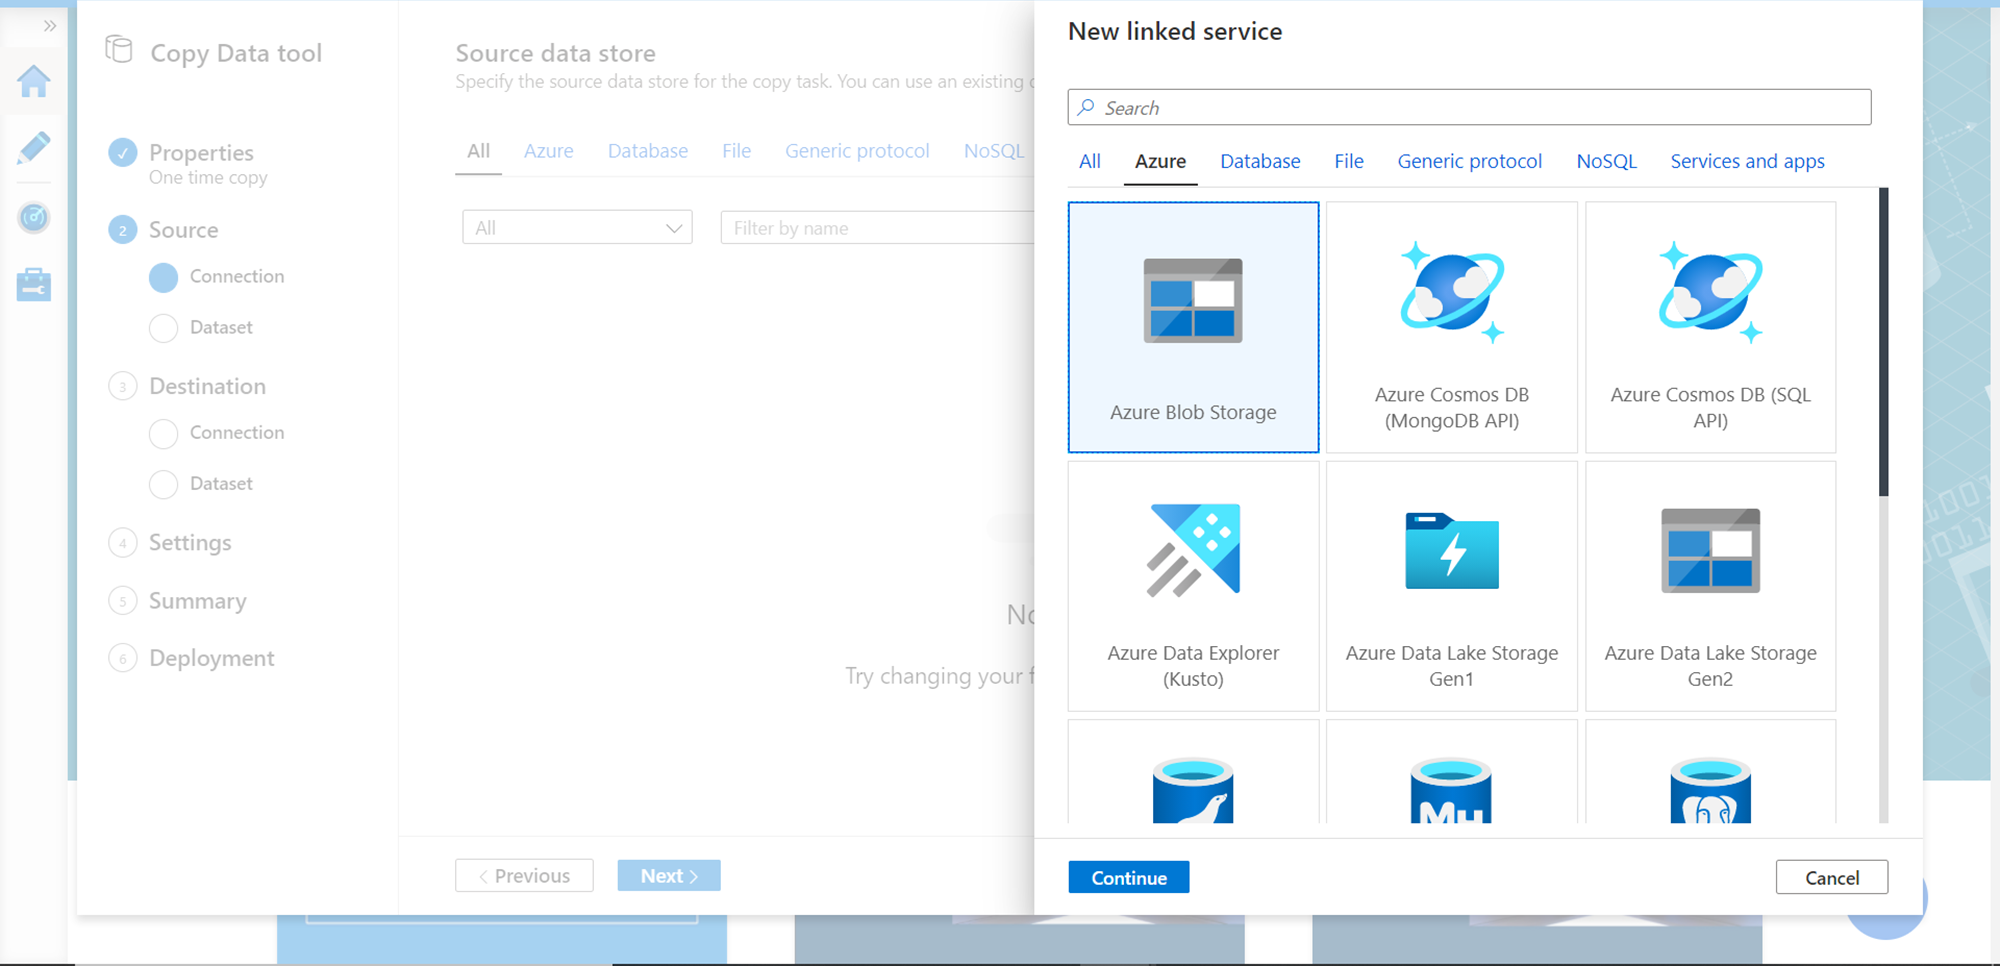 Copy Data tool
✓
Properties
One time copy
2
Source
Connection
Dataset
3
Destination
Connection
Dataset
4
Settings
5
Summary
6
Deployment
Source data store
Specify the source data store for the copy task. You can use an existing
All
Azure
Database
File
Generic protocol
NoSQL
All
Filter by name
Try changing your
< Previous
Next >
New linked service
Search
All
Azure
Database
File
Generic protocol
NoSQL
Services and apps
Azure Blob Storage
Azure Cosmos DB
(MongoDB API)
Azure Cosmos DB (SQL
API)
Azure Data Explorer
(Kusto)
Azure Data Lake Storage
Gen1
Azure Data Lake Storage
Gen2
My
Continue
Cancel